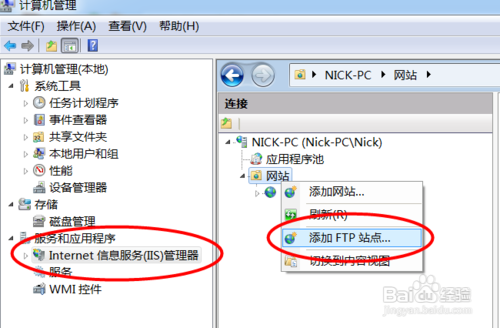 计算机管理
文件(F) 操作(A) 查看(V) 帮助(H)
计算机管理(本地)
系统工具
任务计划程序
事件查看器
共享文件夹
本地用户和组
性能
设备管理器
存储
磁盘管理
服务和应用程序
Internet 信息服务(IIS)管理器
服务
WMI 控件
NICK-PC 网站
连接
NICK-PC (Nick-PC\Nick)
应用程序池
网站
添加网站...
刷新(R)
添加 FTP 站点...
切换到内容视图
Baidu 经验
jingyan.baidu.com